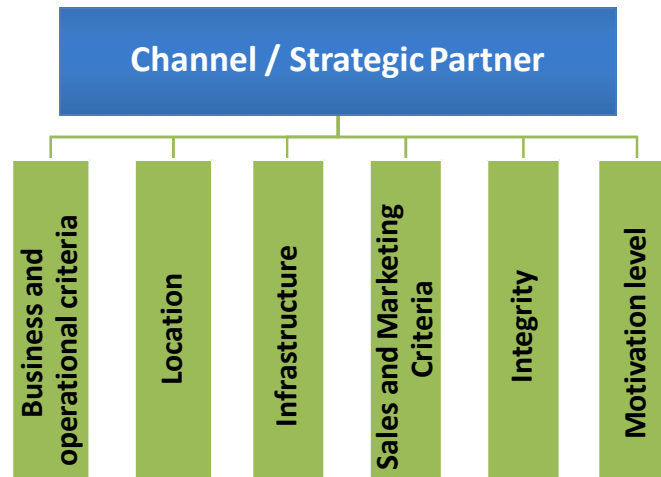 Channel / Strategic Partner
Business and
operational criteria
Location
Infrastructure
Sales and Marketing
Criteria
Integrity
Motivation level